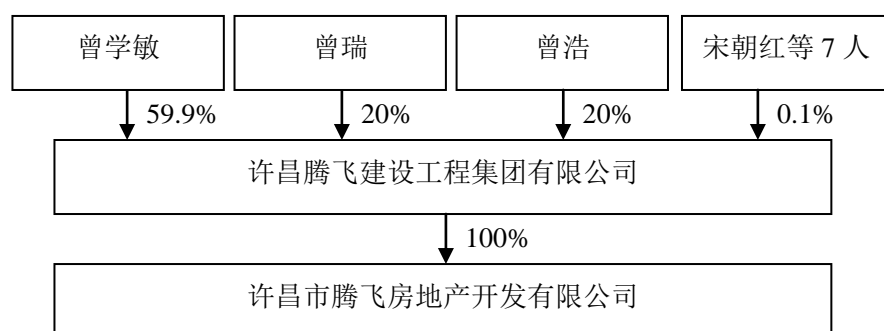 曾学敏 曾瑞 曾浩 宋朝红等 7 人
59.9% 20% 20% 0.1%
许昌腾飞建设工程集团有限公司
100%
许昌市腾飞房地产开发有限公司